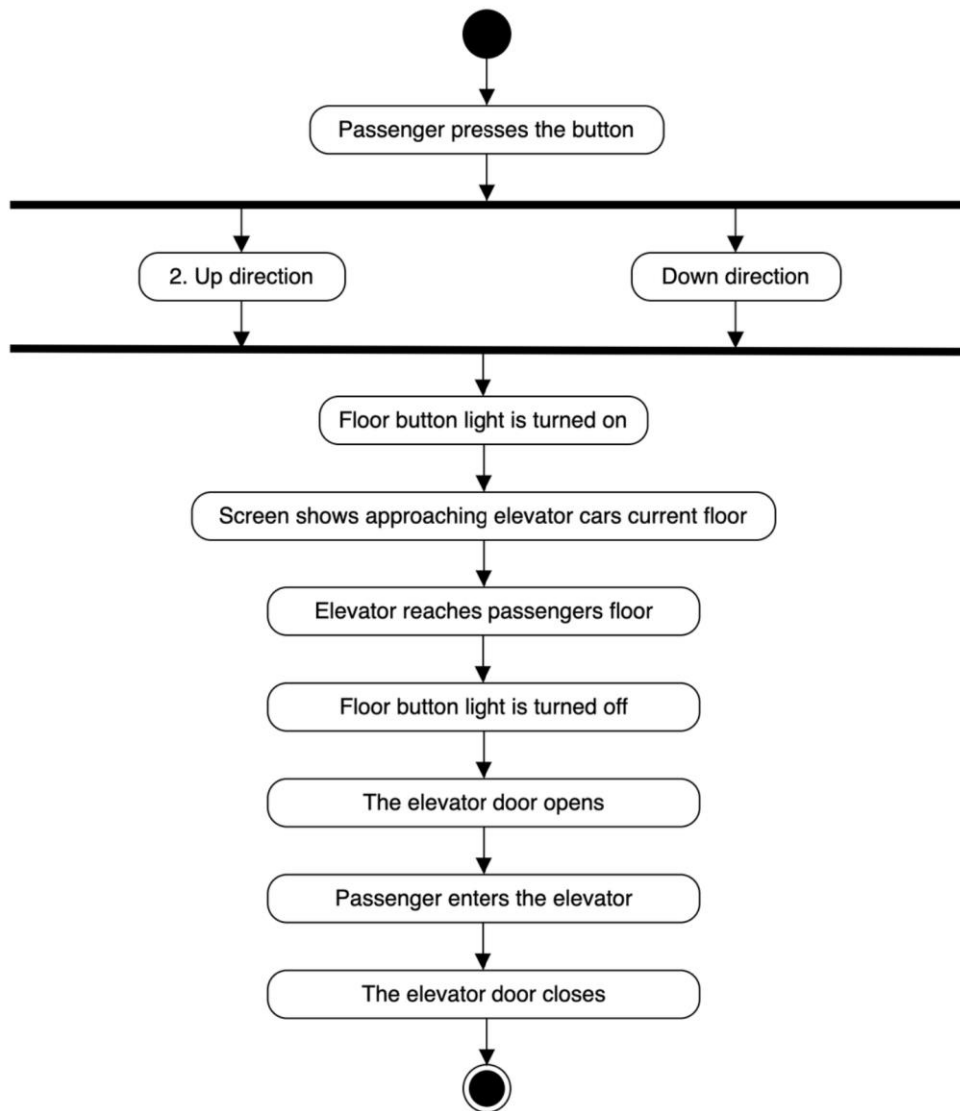 Passenger presses the button
2. Up direction
Down direction
Floor button light is turned on
Screen shows approaching elevator cars current floor
Elevator reaches passengers floor
Floor button light is turned off
The elevator door opens
Passenger enters the elevator
The elevator door closes